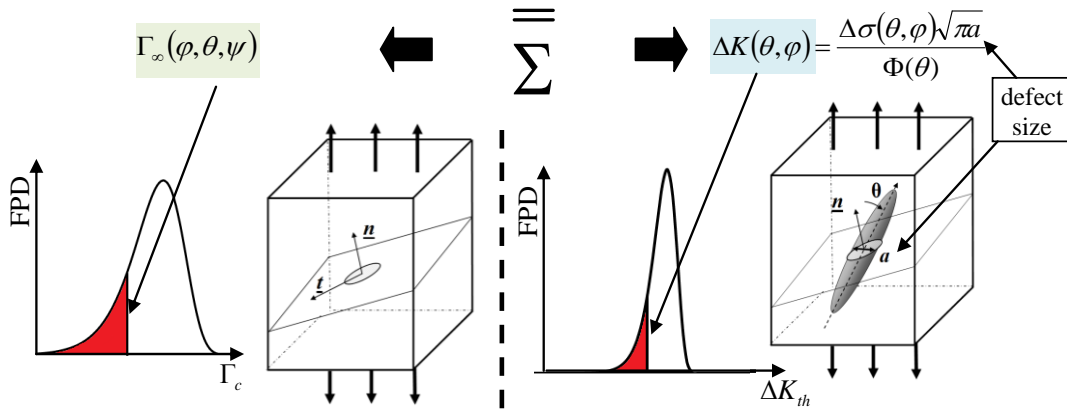 Γ∞(φ,θ,ψ)
Σ
ΔK(θ,φ) = Δσ(θ,φ)√πa / Φ(θ)
defect
size
FPD
n
t
Γc
FPD
θ
n
a
ΔKth